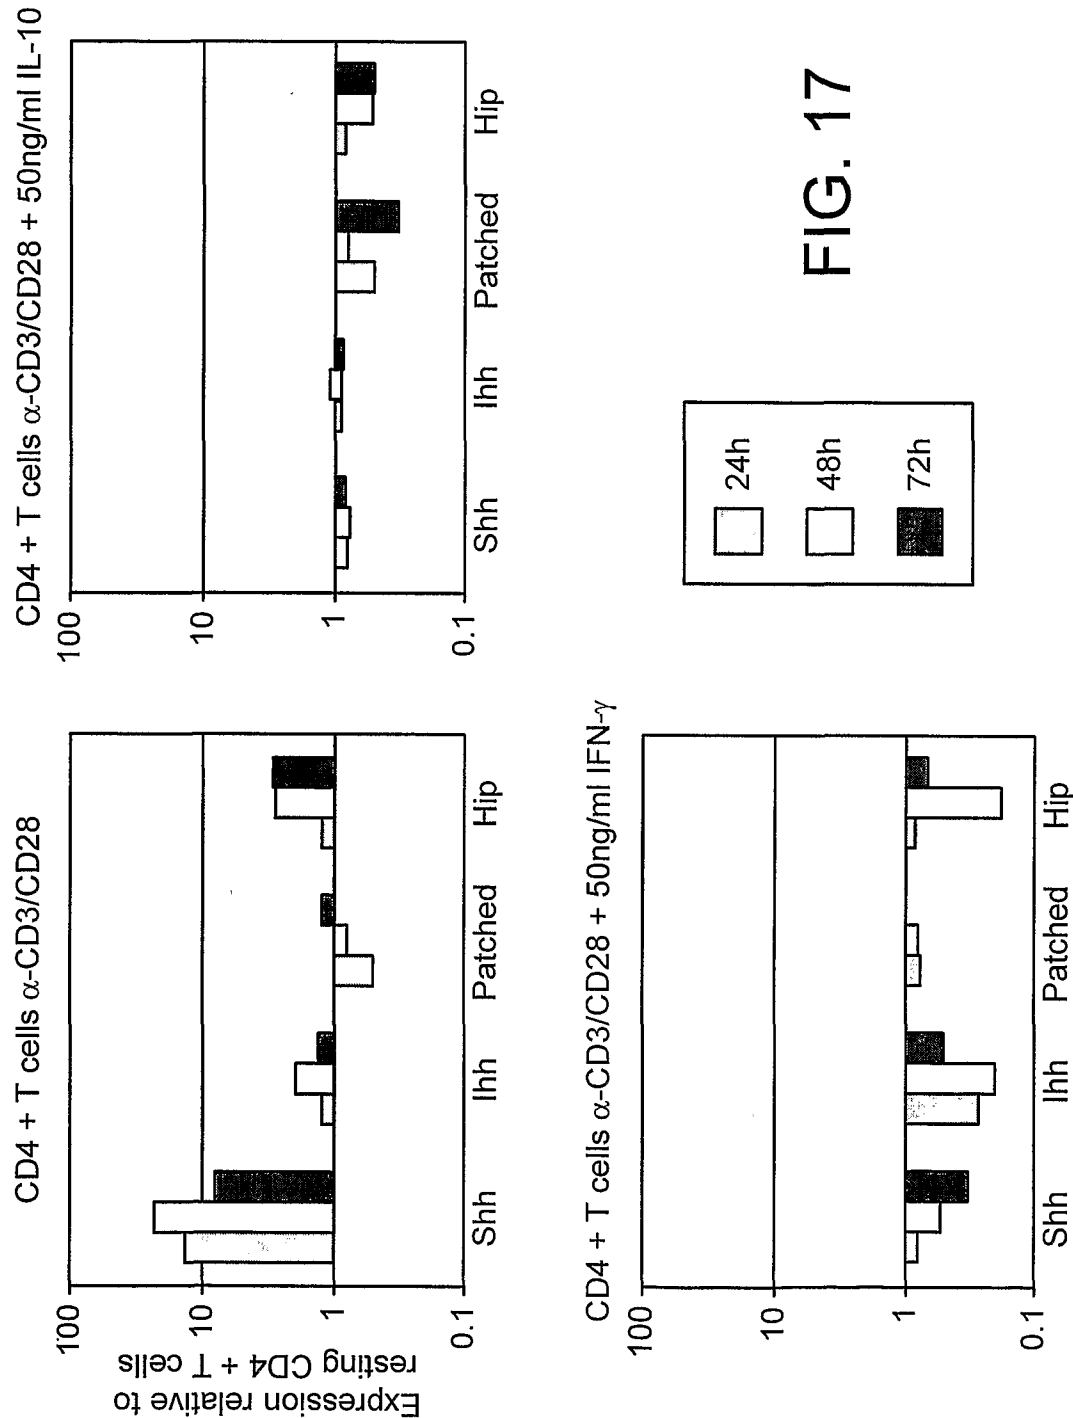 CD4 + T cells α-CD3/CD28
Expression relative to
resting CD4 + T cells
100
10
1
0.1
Shh
Ihh
Patched
Hip
CD4 + T cells α-CD3/CD28 + 50ng/ml IL-10
100
10
1
0.1
Shh
Ihh
Patched
Hip
CD4 + T cells α-CD3/CD28 + 50ng/ml IFN-γ
100
10
1
0.1
Shh
Ihh
Patched
Hip
24h
48h
72h
FIG. 17